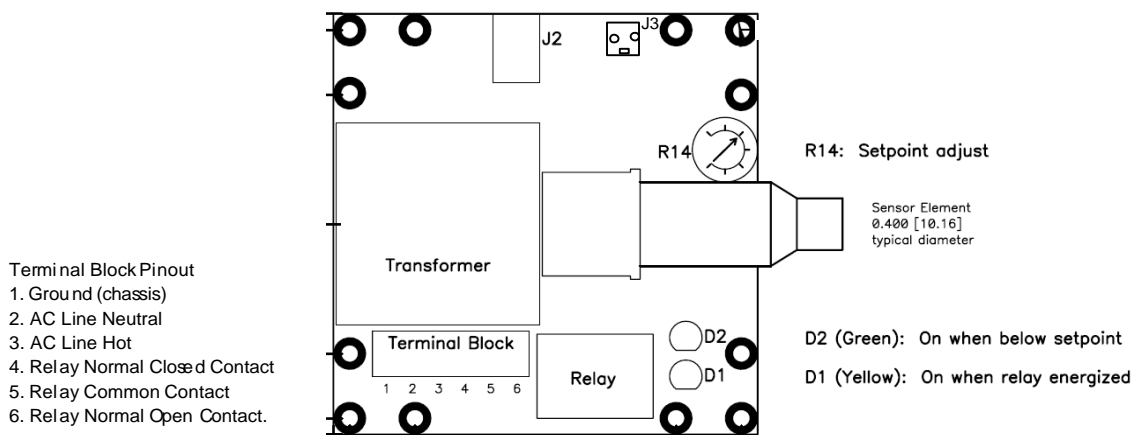 J2
J3
R14
R14: Setpoint adjust
Sensor Element
0.400 [10.16]
typical diameter
Transformer
Terminal Block Pinout
1. Ground (chassis)
2. AC Line Neutral
3. AC Line Hot
4. Relay Normal Closed Contact
5. Relay Common Contact
6. Relay Normal Open Contact.
Terminal Block
1 2 3 4 5 6
Relay
D2
D1
D2 (Green): On when below setpoint
D1 (Yellow): On when relay energized